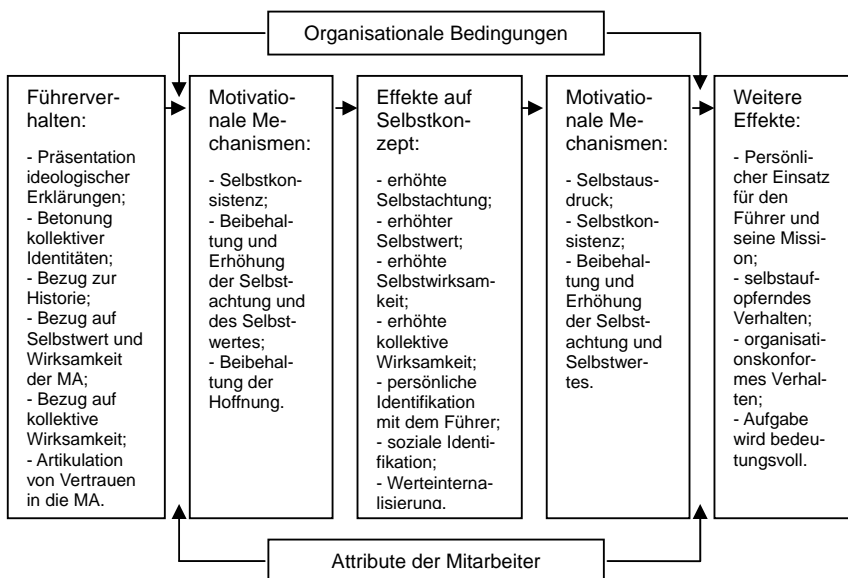 Organisationale Bedingungen
Führerver-
halten:
- Präsentation
ideologischer
Erklärungen;
- Betonung
kollektiver
Identitäten;
- Bezug zur
Historie;
- Bezug auf
Selbstwert und
Wirksamkeit
der MA;
- Bezug auf
kollektive
Wirksamkeit;
- Artikulation
von Vertrauen
in die MA.
Motivatio-
nale Me-
chanismen:
- Selbstkon-
sistenz;
- Beibehal-
tung und
Erhöhung
der Selbst-
achtung und
des Selbst-
wertes;
- Beibehal-
tung der
Hoffnung.
Effekte auf
Selbstkon-
zept:
- erhöhte
Selbstachtung;
- erhöhter
Selbstwert;
- erhöhte
Selbstwirksam-
keit;
- erhöhte
kollektive
Wirksamkeit;
- persönliche
Identifikation
mit dem Führer;
- soziale Identi-
fikation;
- Werteinterna-
lisierung.
Motivatio-
nale Me-
chanismen:
- Selbstaus-
druck;
- Selbstkon-
sistenz;
- Beibehal-
tung und
Erhöhung
der Selbst-
achtung und
Selbstwer-
tes.
Weitere
Effekte:
- Persönli-
cher Einsatz
für den
Führer und
seine Missi-
on;
- selbstauf-
opferndes
Verhalten;
- organisati-
onskonfor-
mes Verhal-
ten;
- Aufgabe
wird bedeu-
tungsvoll.
Attribute der Mitarbeiter